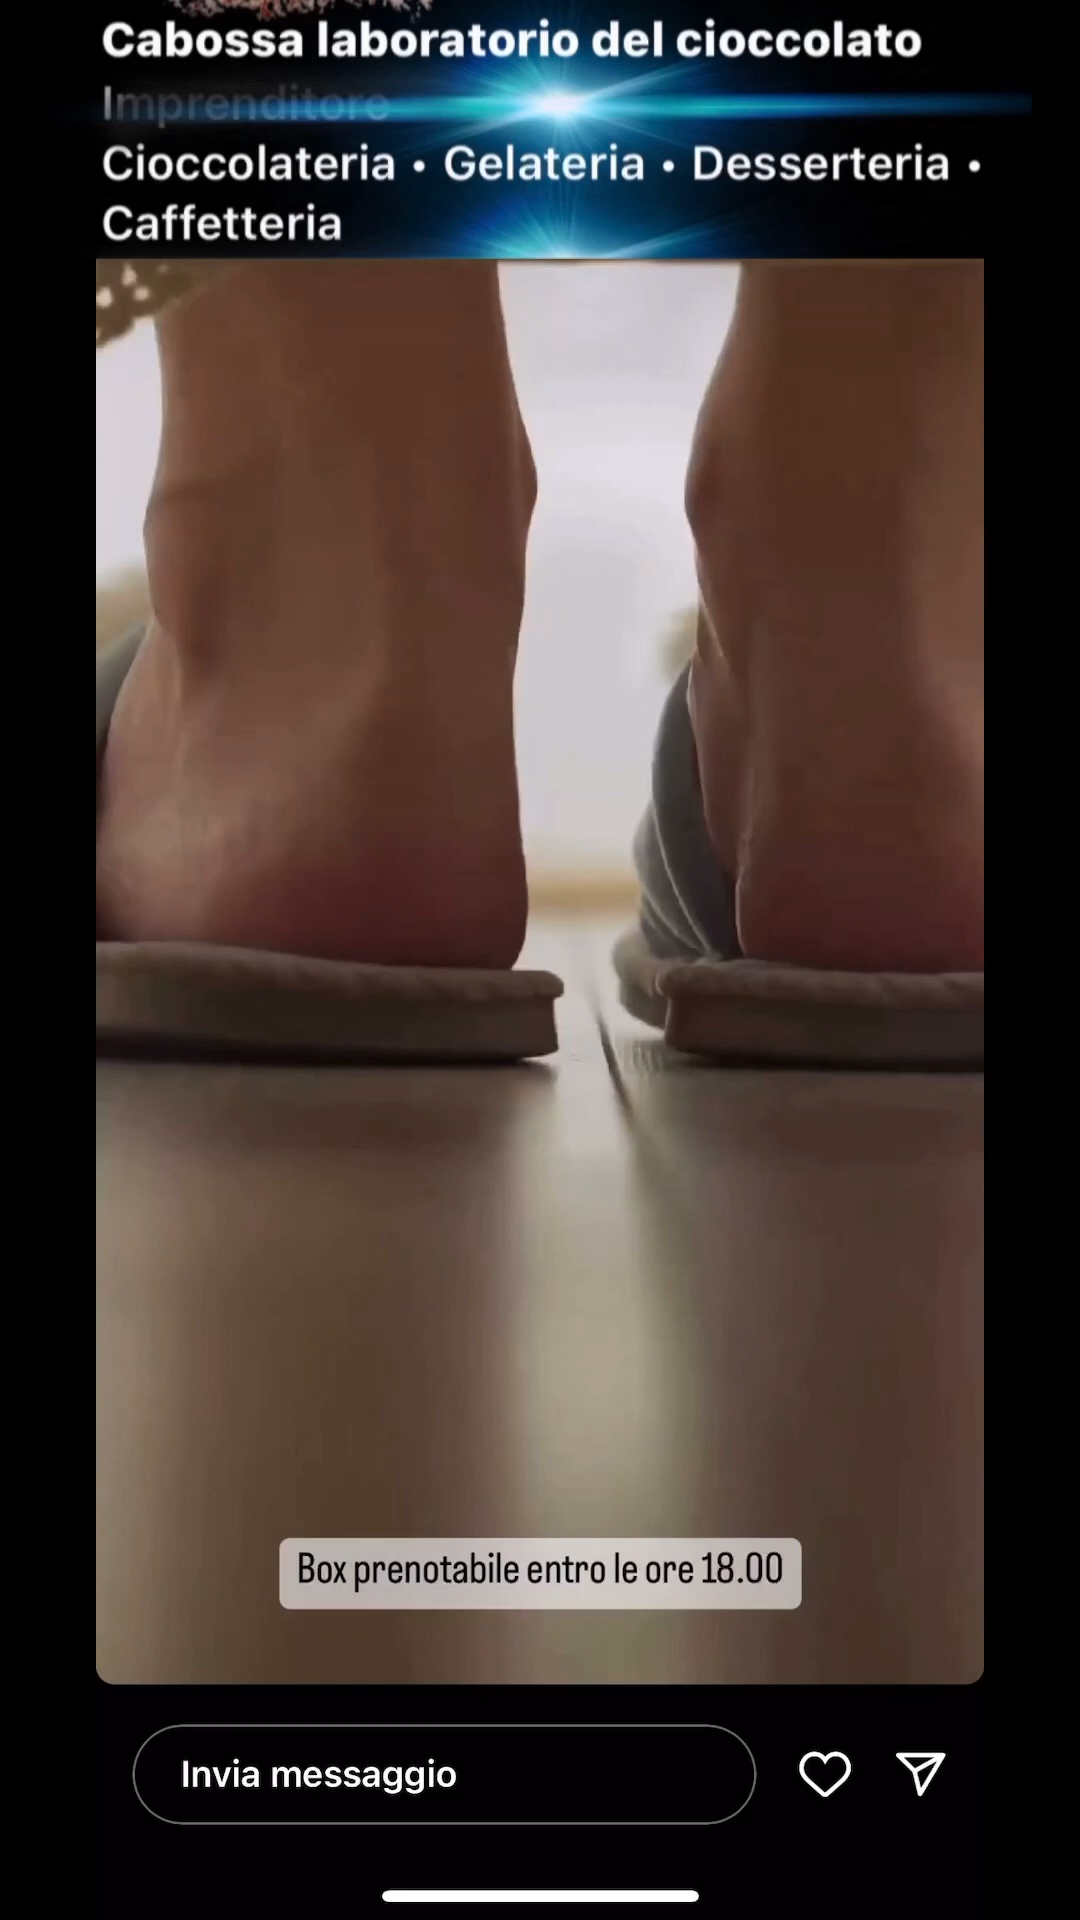 Cabossa laboratorio del cioccolato
Imprenditore
Cioccolateria • Gelateria • Desserteria •
Caffetteria
Box prenotabile entro le ore 18.00
Invia messaggio